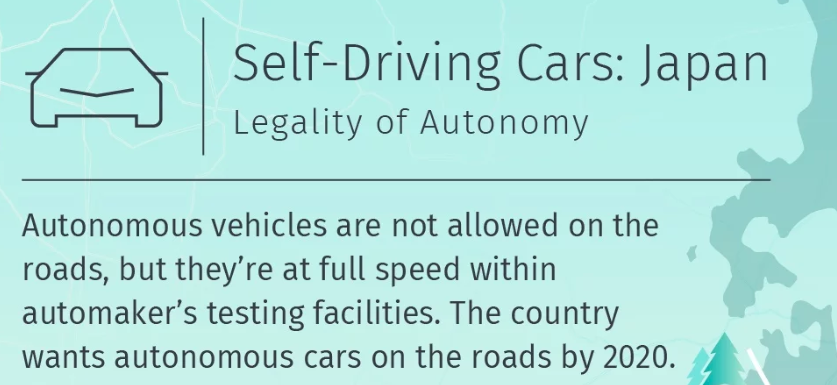 Self-Driving Cars: Japan
Legality of Autonomy
Autonomous vehicles are not allowed on the
roads, but they’re at full speed within
automaker’s testing facilities. The country
wants autonomous cars on the roads by 2020.